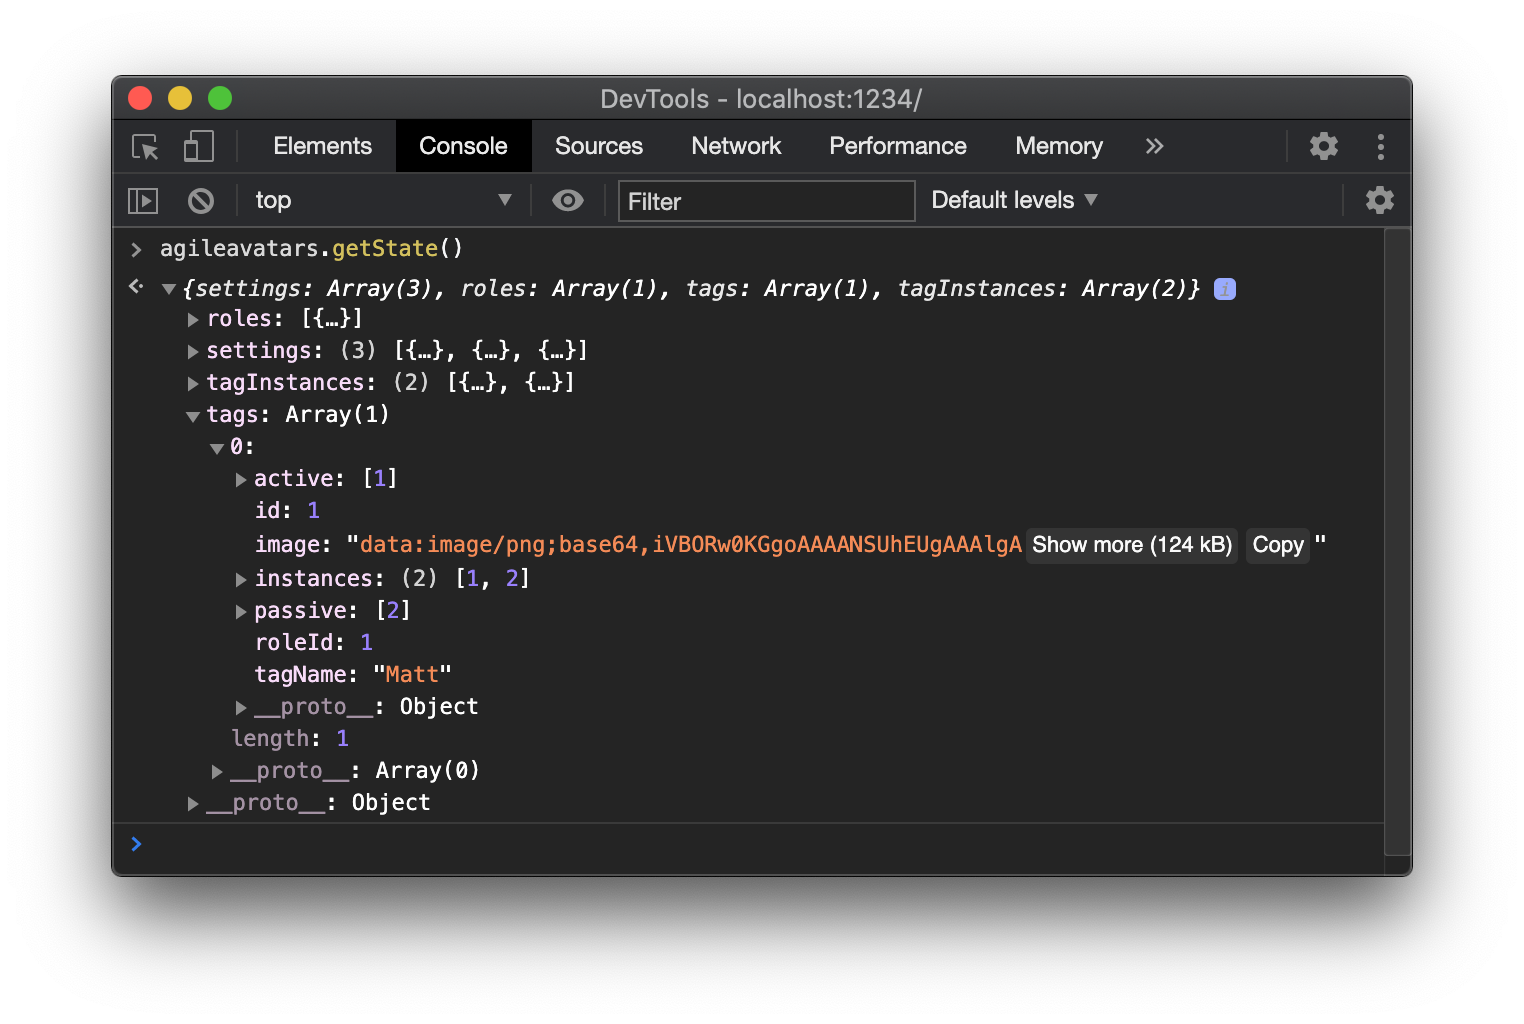 DevTools - localhost:1234/
Elements Console Sources Network Performance Memory »
top ▼ Filter Default levels ▼
> agileavatars.getState()
<· ▼{settings: Array(3), roles: Array(1), tags: Array(1), tagInstances: Array(2)} i
▶roles: [{…}]
▶settings: (3) [{…}, {…}, {…}]
▶tagInstances: (2) [{…}, {…}]
▼tags: Array(1)
▼0:
▶active: [1]
id: 1
image: "data:image/png;base64,iVBORw0KGgoAAAANSUhEUgAAAlgA Show more (124 kB) Copy "
▶instances: (2) [1, 2]
▶passive: [2]
roleId: 1
tagName: "Matt"
▶__proto__: Object
length: 1
▶__proto__: Array(0)
▶__proto__: Object
>